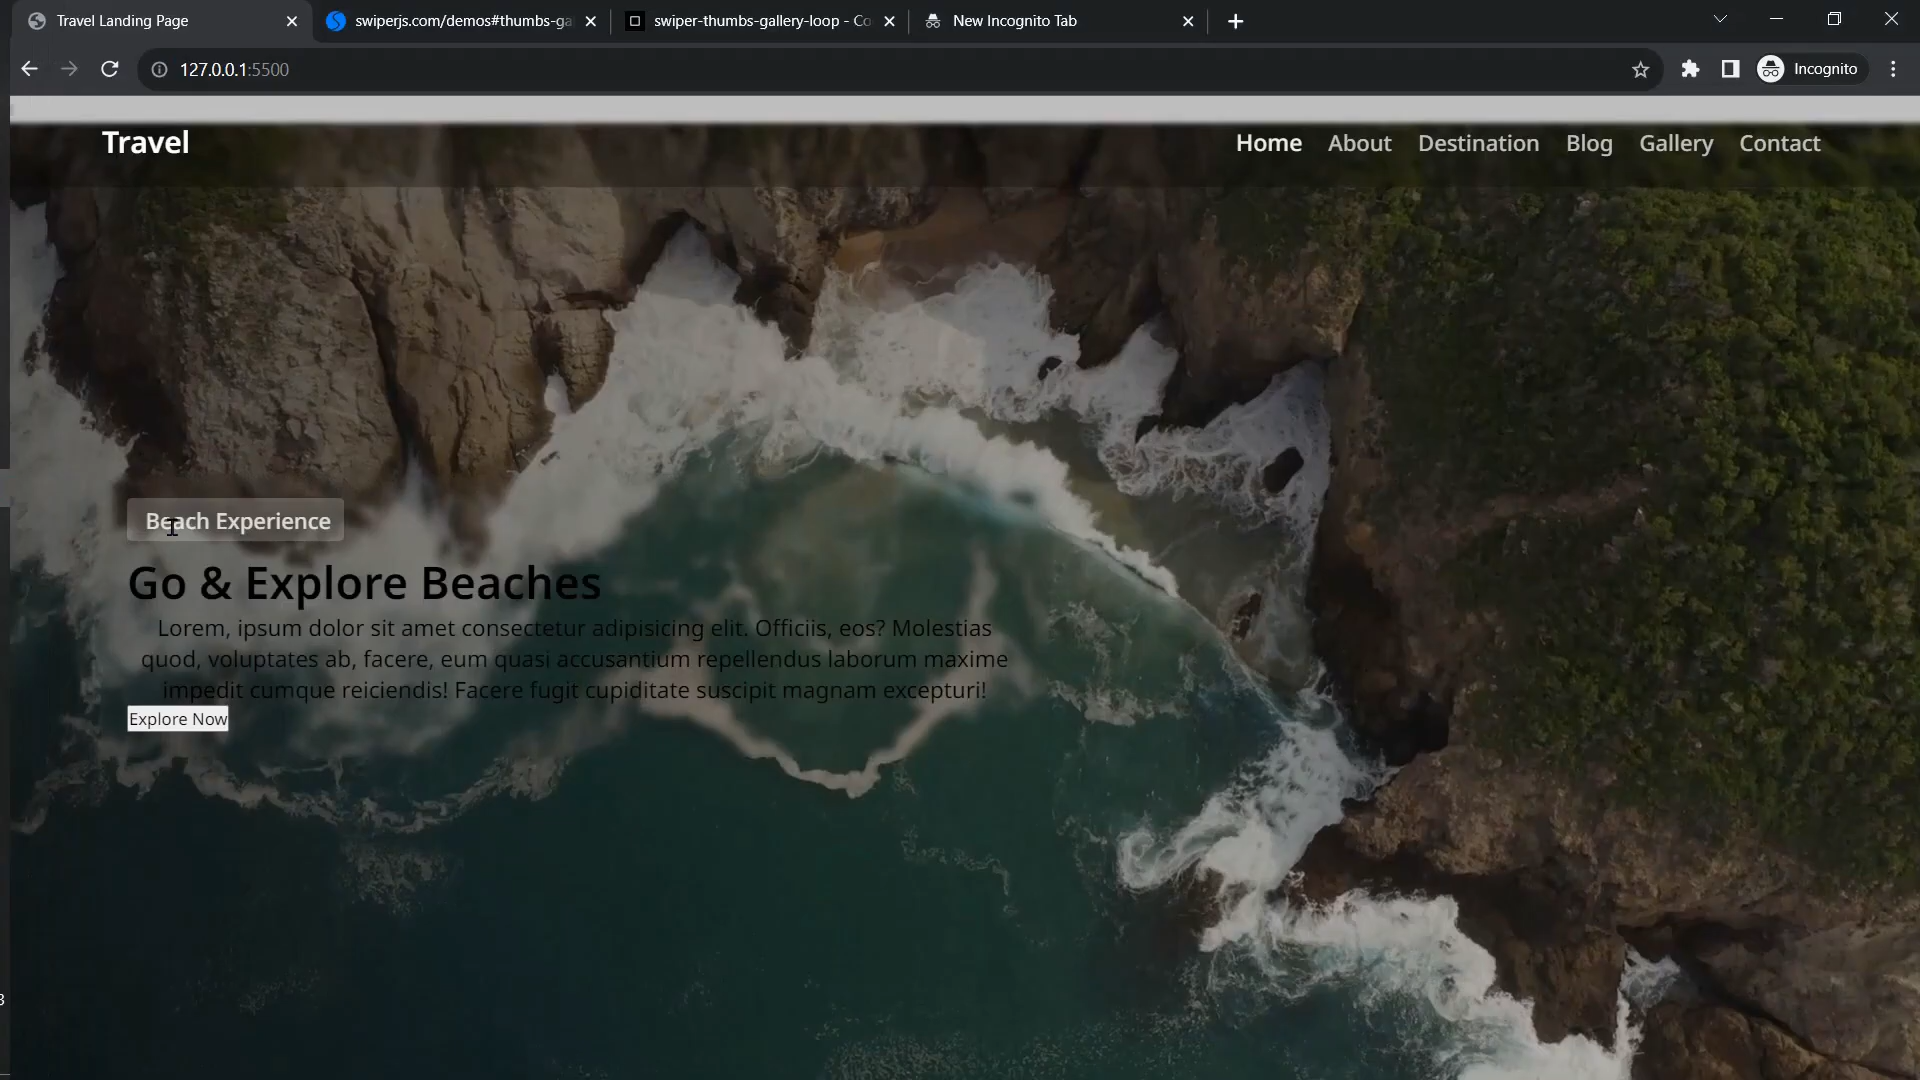 Travel Landing Page
swiperjs.com/demos#thumbs-ga
swiper-thumbs-gallery-loop - Co
New Incognito Tab
127.0.0.1:5500
Incognito
Travel
Home About Destination Blog Gallery Contact
Beach Experience
Go & Explore Beaches
Lorem, ipsum dolor sit amet consectetur adipisicing elit. Officiis, eos? Molestias
quod, voluptates ab, facere, eum quasi accusantium repellendus laborum maxime
impedit cumque reiciendis! Facere fugit cupiditate suscipit magnam excepturi!
Explore Now
3